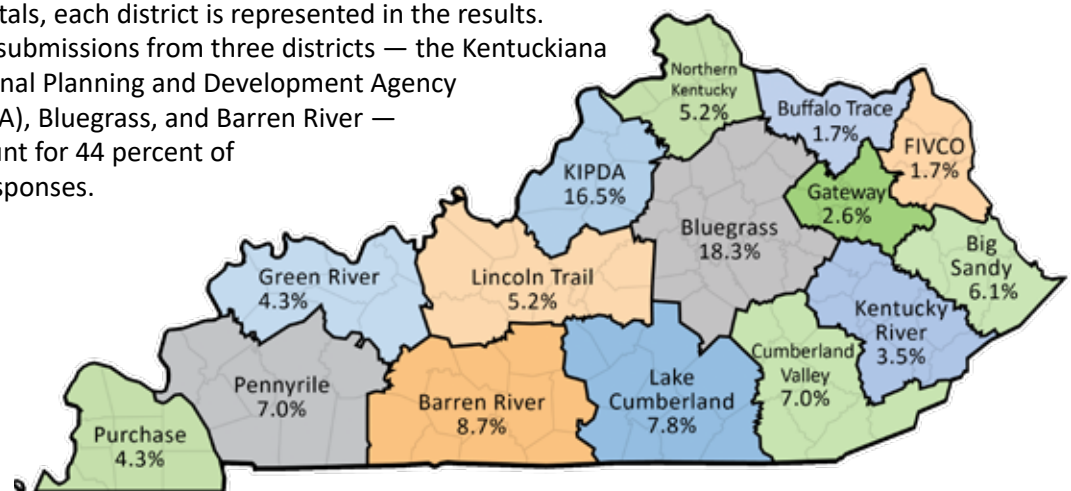 tals, each district is represented in the results.
submissions from three districts — the Kentuckiana
nal Planning and Development Agency
A), Bluegrass, and Barren River —
unt for 44 percent of
sponses.
Northern
Kentucky
5.2%
Buffalo Trace
1.7%
FIVCO
1.7%
KIPDA
16.5%
Gateway
2.6%
Bluegrass
18.3%
Big
Sandy
6.1%
Green River
4.3%
Lincoln Trail
5.2%
Kentucky
River
3.5%
Cumberland
Valley
7.0%
Lake
Cumberland
7.8%
Pennyrile
7.0%
Barren River
8.7%
Purchase
4.3%